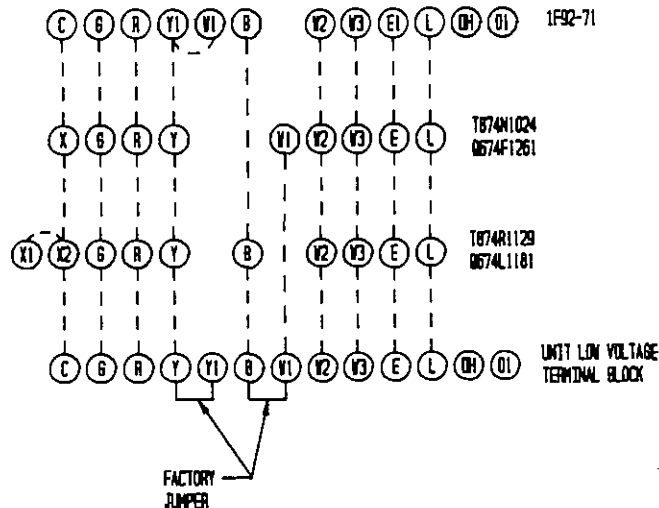 C G R Y1 W1 B W2 W3 E1 L OH O1 1F92-71
X G R Y W1 W2 W3 E L T874N1024
Q674F1261
X1 X2 G R Y B W2 W3 E L T874R1129
Q674L1181
C G R Y Y1 B W1 W2 W3 E L OH O1 UNIT LOW VOLTAGE
TERMINAL BLOCK
FACTORY
JUMPER